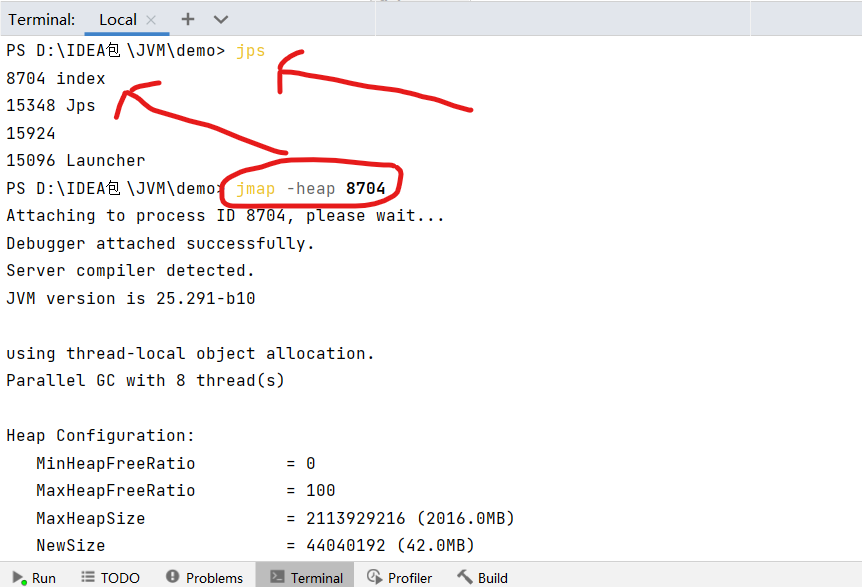 Terminal: Local
PS D:\IDEA包\JVM\demo> jps
8704 index
15348 Jps
15924
15096 Launcher
PS D:\IDEA包\JVM\demo> jmap -heap 8704
Attaching to process ID 8704, please wait...
Debugger attached successfully.
Server compiler detected.
JVM version is 25.291-b10
using thread-local object allocation.
Parallel GC with 8 thread(s)
Heap Configuration:
MinHeapFreeRatio = 0
MaxHeapFreeRatio = 100
MaxHeapSize = 2113929216 (2016.0MB)
NewSize = 44040192 (42.0MB)
Run TODO Problems Terminal Profiler Build